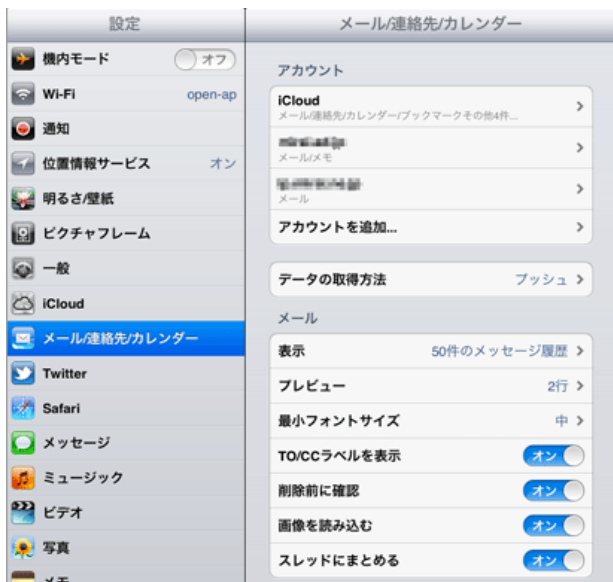 設定
機内モード オフ
Wi-Fi open-ap
通知
位置情報サービス オン
明るさ/壁紙
ピクチャフレーム
一般
iCloud
メール/連絡先/カレンダー
Twitter
Safari
メッセージ
ミュージック
ビデオ
写真
メモ
メール/連絡先/カレンダー
アカウント
iCloud
メール/連絡先/カレンダー/ブックマークその他4件...
メール/メモ
メール
アカウントを追加...
データの取得方法 プッシュ
メール
表示 50件のメッセージ履歴
プレビュー 2行
最小フォントサイズ 中
TO/CCラベルを表示 オン
削除前に確認 オン
画像を読み込む オン
スレッドにまとめる オン